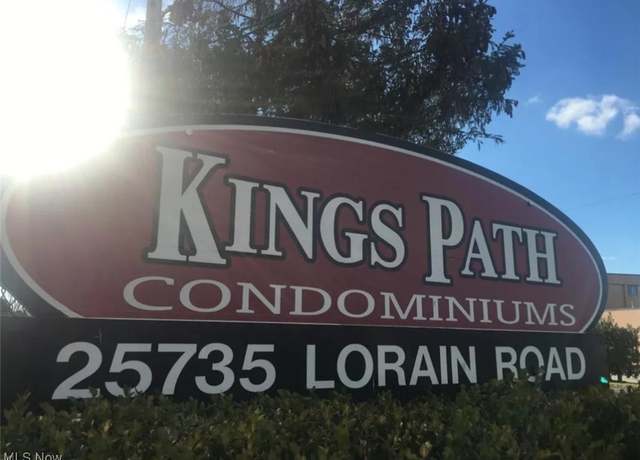 KINGS PATH
CONDOMINIUMS
25735 LORAIN ROAD
MLS Now